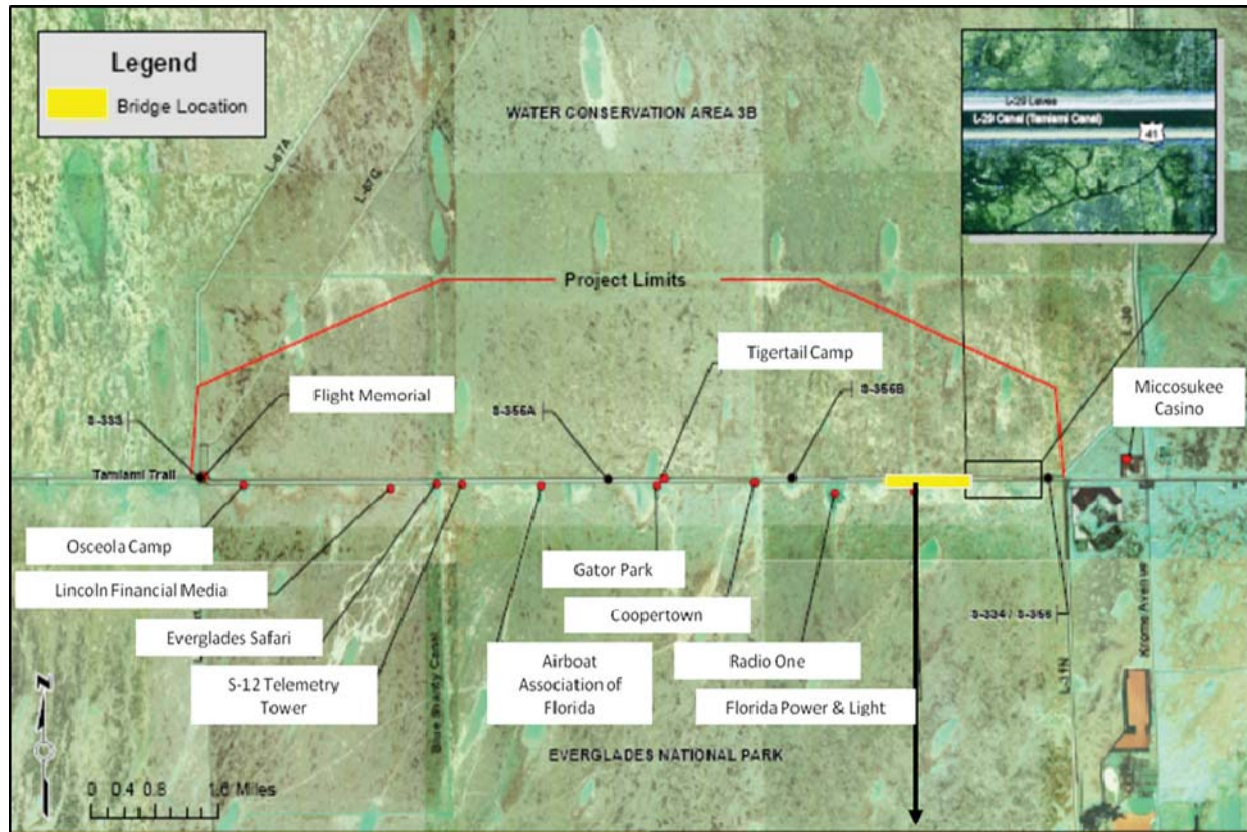 Legend
Bridge Location
WATER CONSERVATION AREA 3B
L-29 Levee
L-29 Canal (Tamiami Canal)
41
L-67A
L-67C
L-30
Project Limits
Tigertail Camp
Flight Memorial
S-333
S-355A
S-355B
Miccosukee
Casino
Tamiami Trail
Osceola Camp
Lincoln Financial Media
Everglades Safari
S-12 Telemetry
Tower
Gator Park
Coopertown
Airboat
Association of
Florida
Radio One
Florida Power & Light
S-334 / S-356
L-31N
Krome Avenue
Blue Shanty Canal
EVERGLADES NATIONAL PARK
N
0 0.4 0.8 1.6 Miles